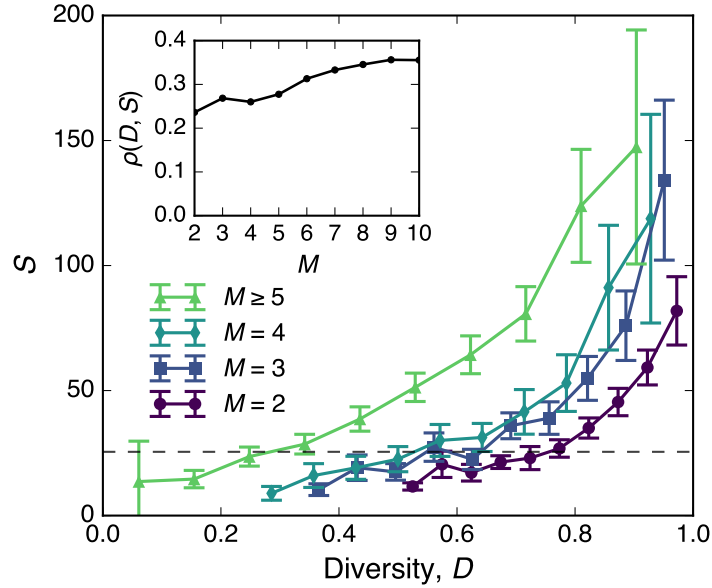 200
150
100
50
0
S
0.4
0.3
0.2
0.1
0.0
ρ(D, S)
2 3 4 5 6 7 8 9 10
M
M ≥ 5
M = 4
M = 3
M = 2
0.0 0.2 0.4 0.6 0.8 1.0
Diversity, D